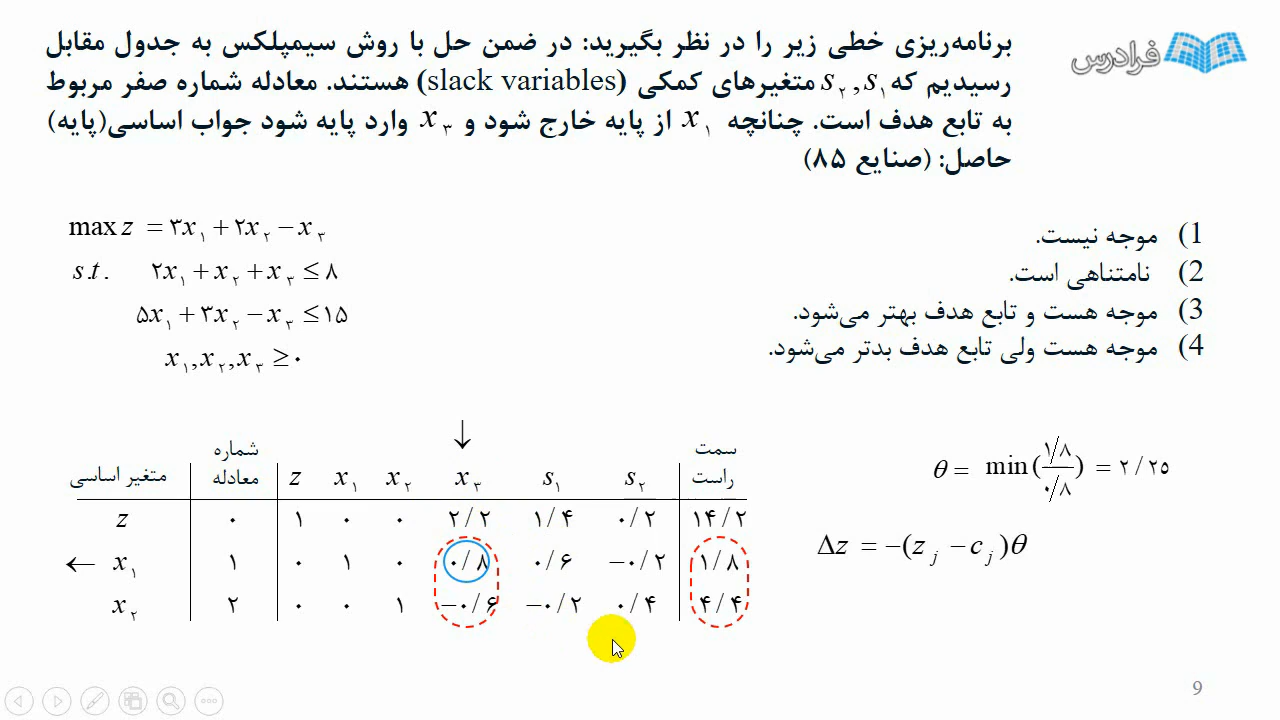 فرادرس
برنامه‌ریزی خطی زیر را در نظر بگیرید: در ضمن حل با روش سیمپلکس به جدول مقابل
رسیدیم که s۱, s۲ متغیرهای کمکی (slack variables) هستند. معادله شماره صفر مربوط
به تابع هدف است. چنانچه x۱ از پایه خارج شود و x۳ وارد پایه شود جواب اساسی(پایه)
حاصل: (صنایع ۸۵)
max z = ۳x۱ + ۲x۲ − x۳
s.t. ۲x۱ + x۲ + x۳ ≤ ۸
۵x۱ + ۳x۲ − x۳ ≤ ۱۵
x۱, x۲, x۳ ≥ ۰
1) موجه نیست.
2) نامتناهی است.
3) موجه هست و تابع هدف بهتر می‌شود.
4) موجه هست ولی تابع هدف بدتر می‌شود.
↓
متغیر اساسی شماره معادله z x۱ x۲ x۳ s۱ s۲ سمت راست
z ۰ ۱ ۰ ۰ ۲/۲ ۱/۴ ۰/۲ ۱۴/۲
← x۱ ۱ ۰ ۱ ۰ ۰/۸ ۰/۶ −۰/۲ ۱/۸
x۲ ۲ ۰ ۰ ۱ −۰/۶ −۰/۲ ۰/۴ ۴/۴
θ = min(۱/۸ / ۰/۸) = ۲/۲۵
Δz = −(zj − cj)θ
9